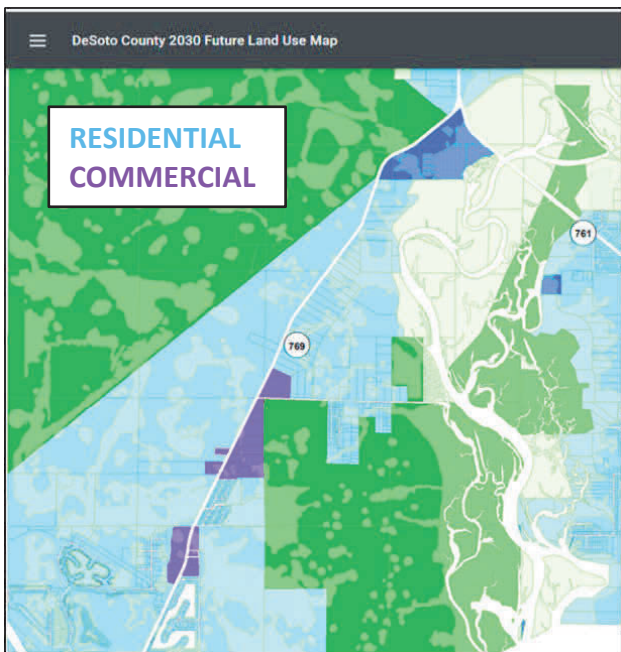 DeSoto County 2030 Future Land Use Map
RESIDENTIAL
COMMERCIAL
761
769